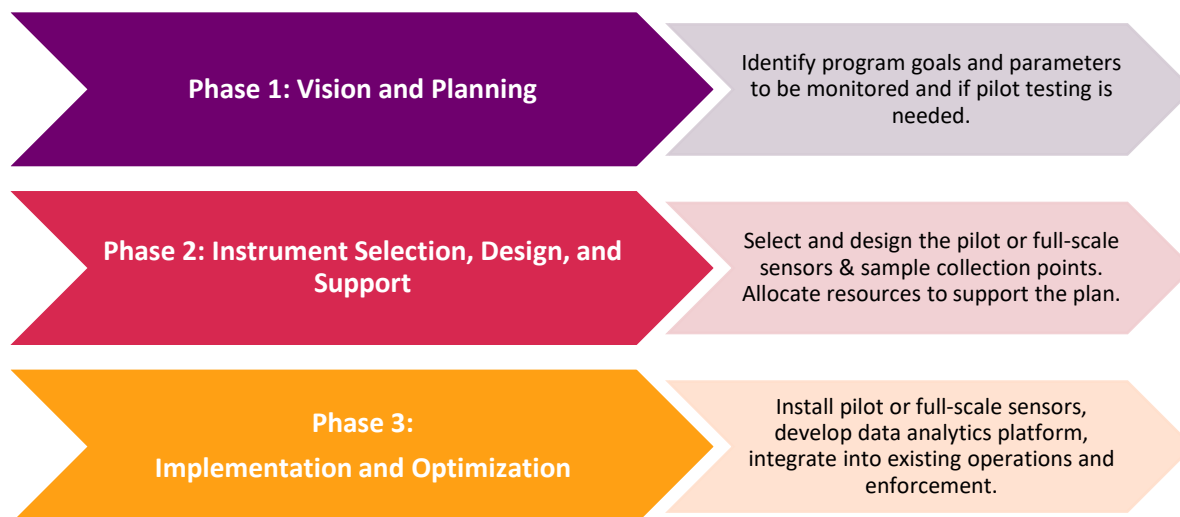 Phase 1: Vision and Planning
Identify program goals and parameters
to be monitored and if pilot testing is
needed.
Phase 2: Instrument Selection, Design, and
Support
Select and design the pilot or full-scale
sensors & sample collection points.
Allocate resources to support the plan.
Phase 3:
Implementation and Optimization
Install pilot or full-scale sensors,
develop data analytics platform,
integrate into existing operations and
enforcement.